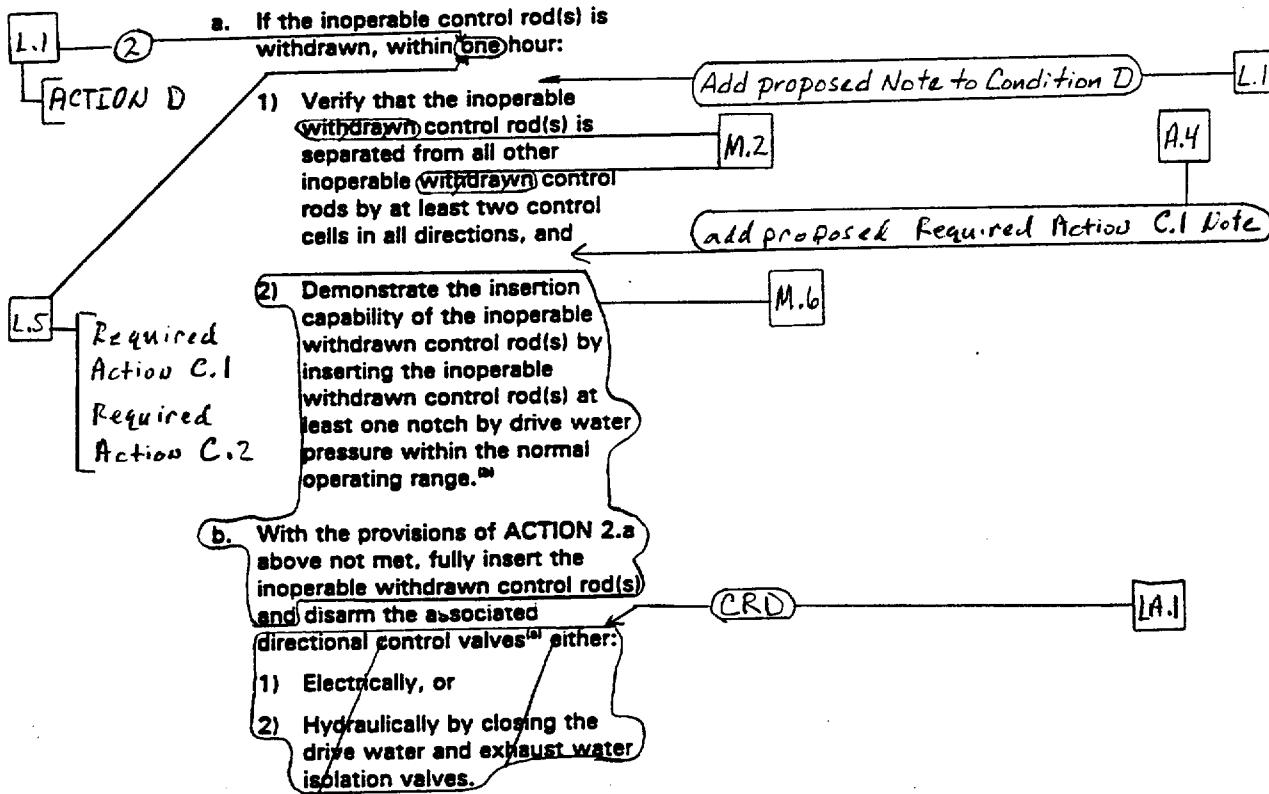 a. If the inoperable control rod(s) is
withdrawn, within one hour:
L.1
2
ACTION D
Add proposed Note to Condition D
L.1
1) Verify that the inoperable
withdrawn control rod(s) is
separated from all other
inoperable withdrawn control
rods by at least two control
cells in all directions, and
M.2
A.4
add proposed Required Action C.1 Note
2) Demonstrate the insertion
capability of the inoperable
withdrawn control rod(s) by
inserting the inoperable
withdrawn control rod(s) at
least one notch by drive water
pressure within the normal
operating range.
M.6
L.5
Required
Action C.1
Required
Action C.2
b. With the provisions of ACTION 2.a
above not met, fully insert the
inoperable withdrawn control rod(s)
and disarm the associated
directional control valves(a) either:
CRD
LA.1
1) Electrically, or
2) Hydraulically by closing the
drive water and exhaust water
isolation valves.